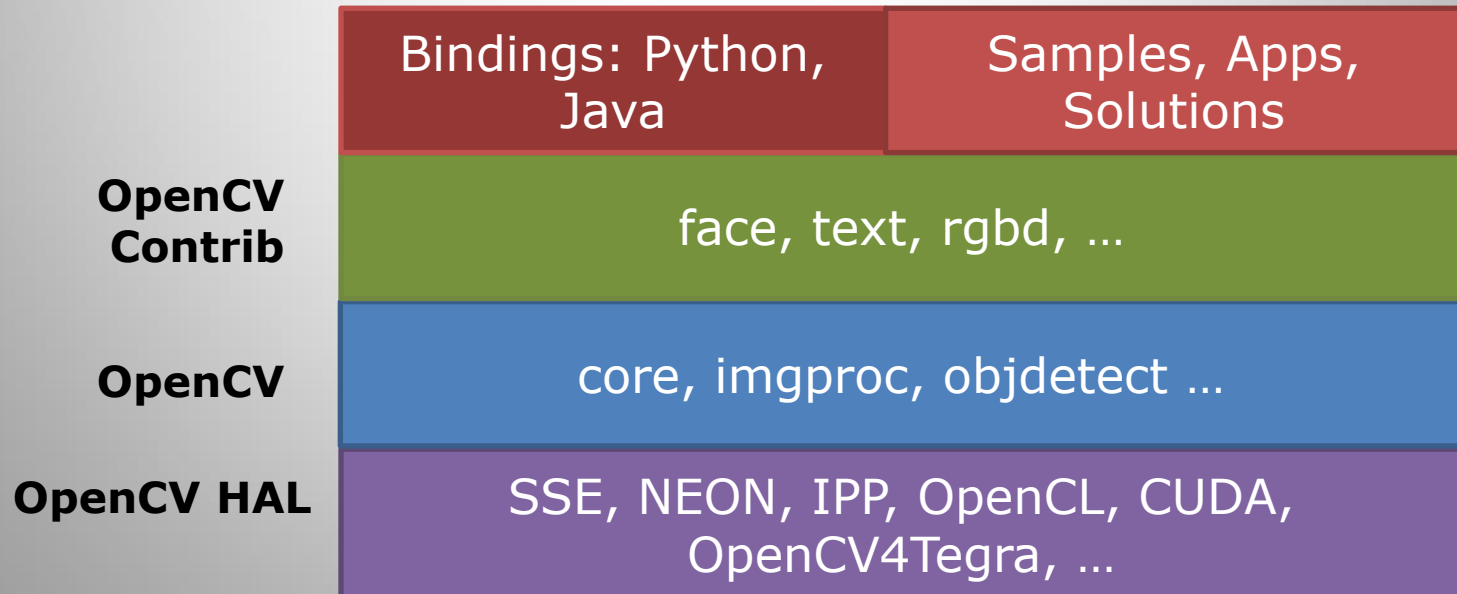 Bindings: Python,
Java
Samples, Apps,
Solutions
OpenCV
Contrib
face, text, rgbd, …
OpenCV
core, imgproc, objdetect …
OpenCV HAL
SSE, NEON, IPP, OpenCL, CUDA,
OpenCV4Tegra, …